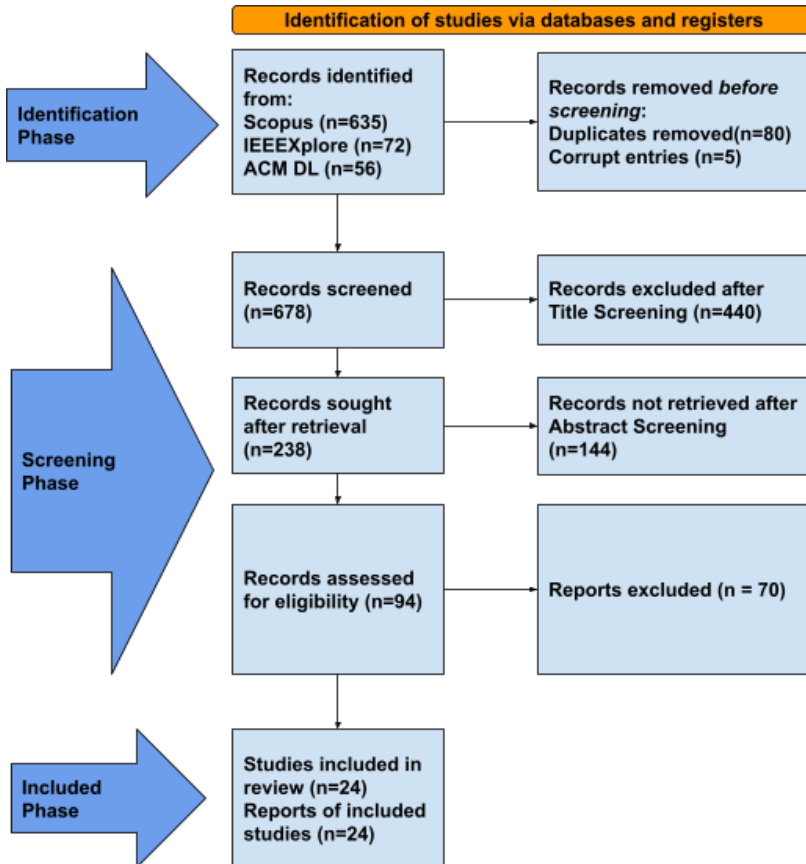 Identification of studies via databases and registers
Identification
Phase
Records identified
from:
Scopus (n=635)
IEEEXplore (n=72)
ACM DL (n=56)
Records removed before
screening:
Duplicates removed(n=80)
Corrupt entries (n=5)
Records screened
(n=678)
Records excluded after
Title Screening (n=440)
Screening
Phase
Records sought
after retrieval
(n=238)
Records not retrieved after
Abstract Screening
(n=144)
Records assessed
for eligibility (n=94)
Reports excluded (n = 70)
Included
Phase
Studies included in
review (n=24)
Reports of included
studies (n=24)